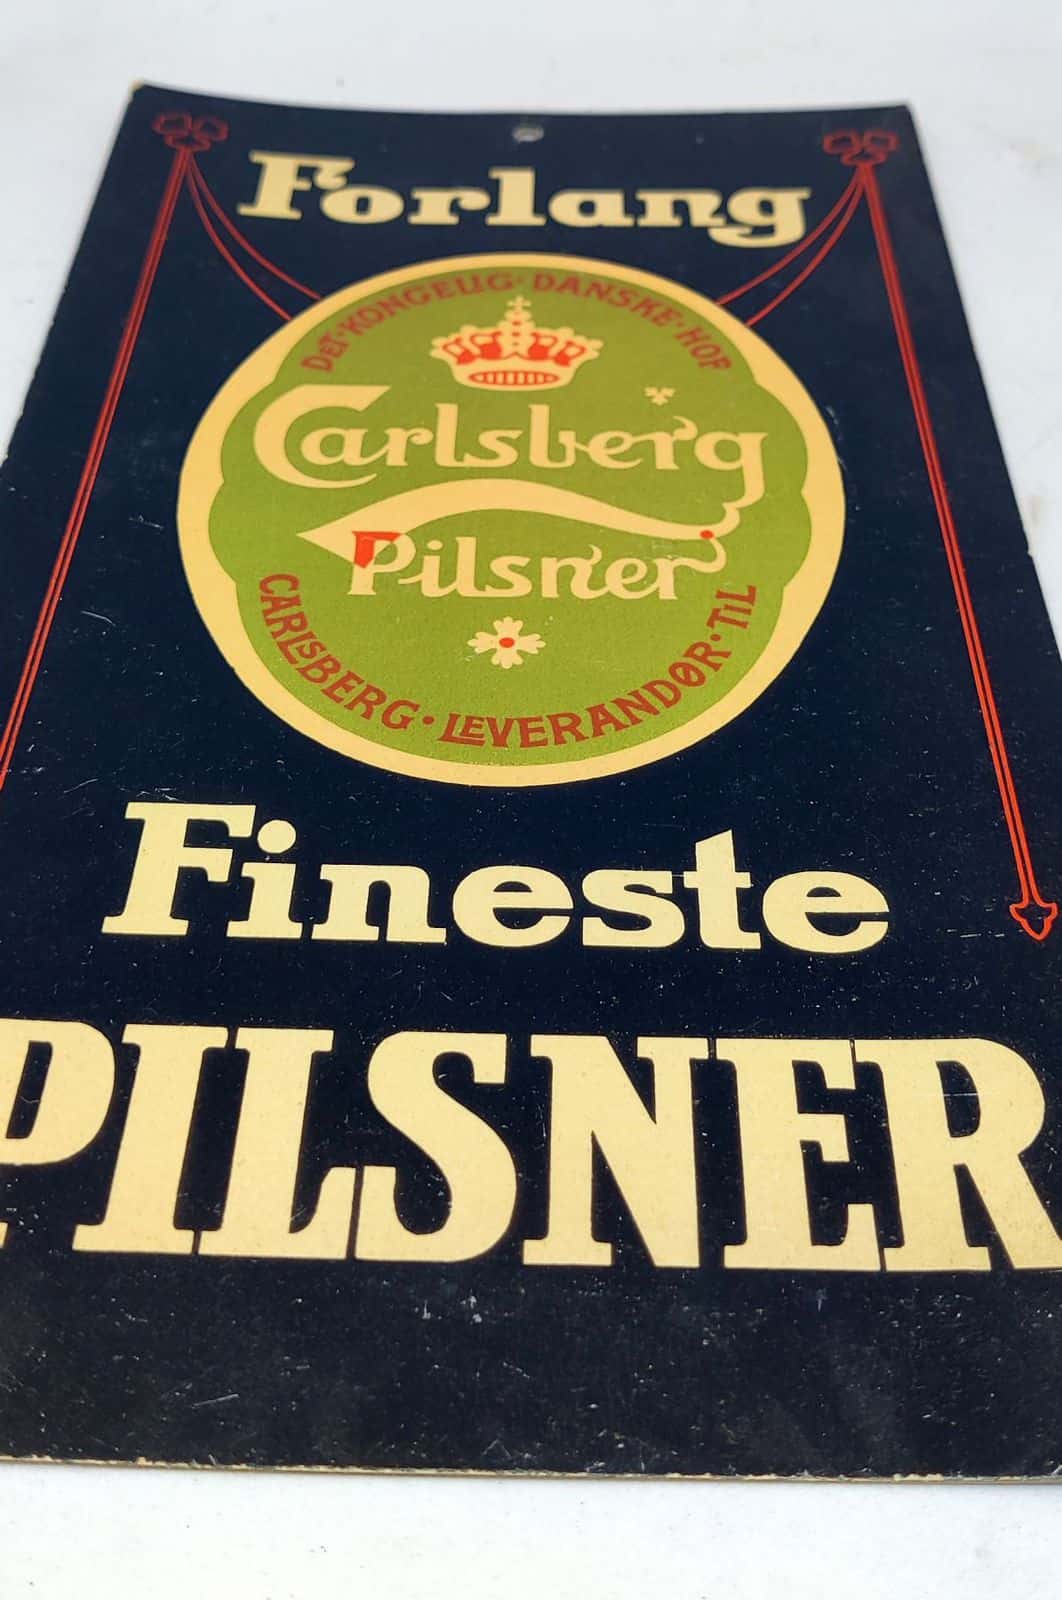 Forlang
DET · KONGELIG · DANSKE · HOF
Carlsberg
Pilsner
CARLSBERG · LEVERANDØR · TIL
Fineste
PILSNER